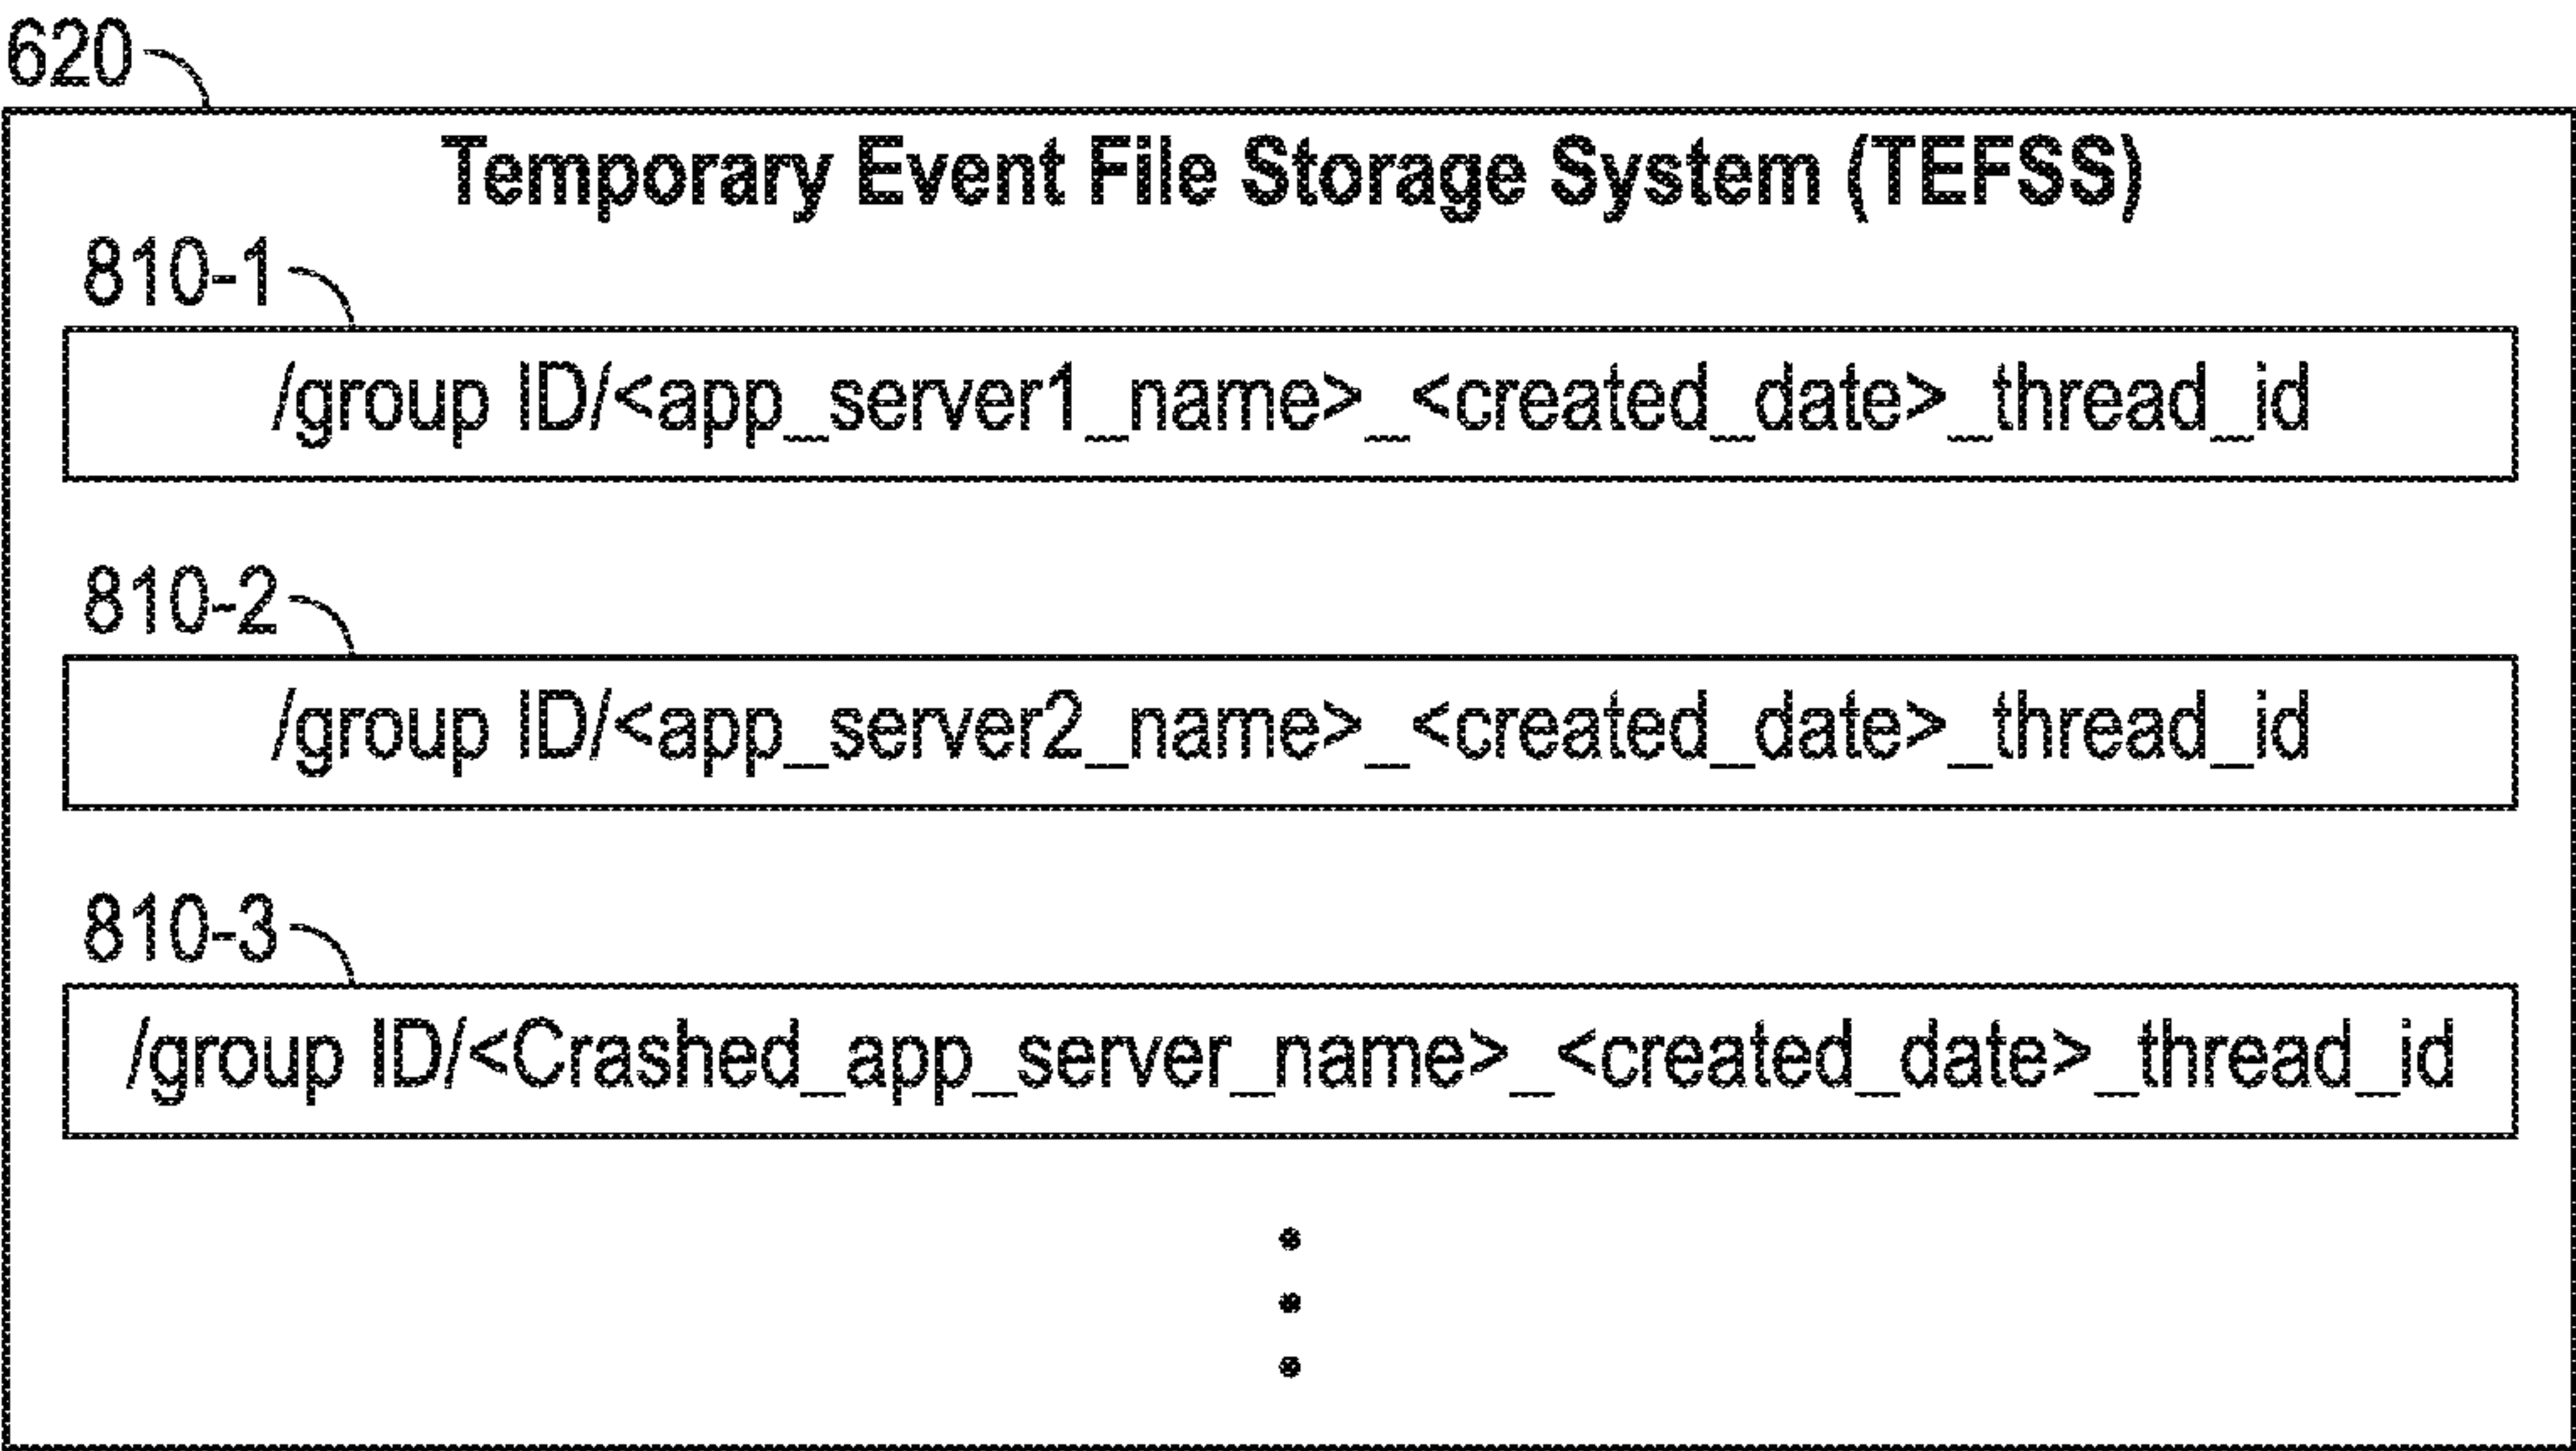 620
Temporary Event File Storage System (TEFSS)
810-1
/group ID/<app_server1_name>_<created_date>_thread_id
810-2
/group ID/<app_server2_name>_<created_date>_thread_id
810-3
/group ID/<Crashed_app_server_name>_<created_date>_thread_id